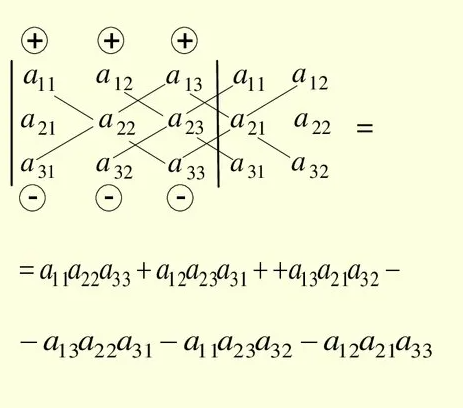 + + +
a₁₁ a₁₂ a₁₃ a₁₁ a₁₂
a₂₁ a₂₂ a₂₃ a₂₁ a₂₂ =
a₃₁ a₃₂ a₃₃ a₃₁ a₃₂
- - -
= a₁₁a₂₂a₃₃ + a₁₂a₂₃a₃₁ + +a₁₃a₂₁a₃₂ −
− a₁₃a₂₂a₃₁ − a₁₁a₂₃a₃₂ − a₁₂a₂₁a₃₃